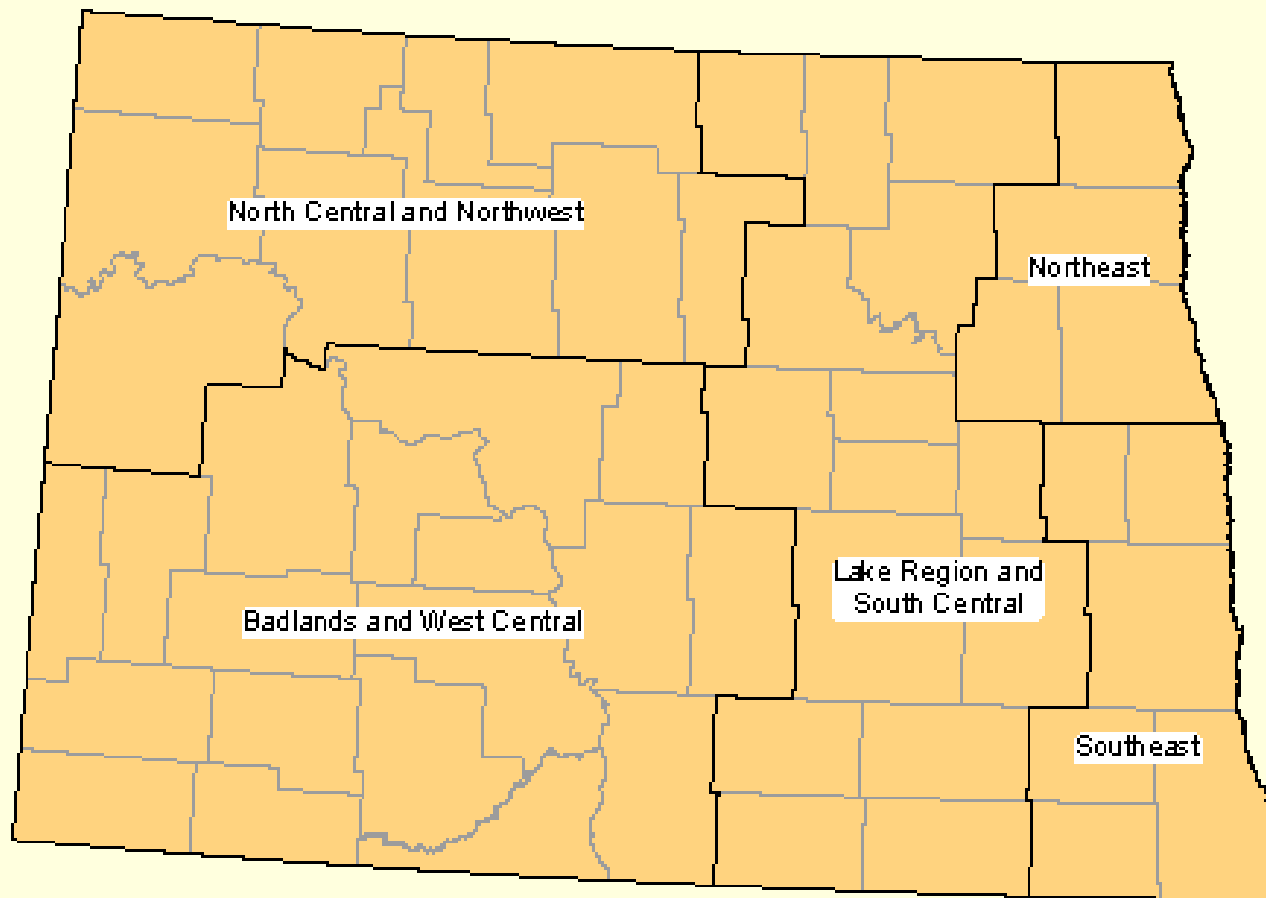 North Central and Northwest
Northeast
Lake Region and
South Central
Badlands and West Central
Southeast